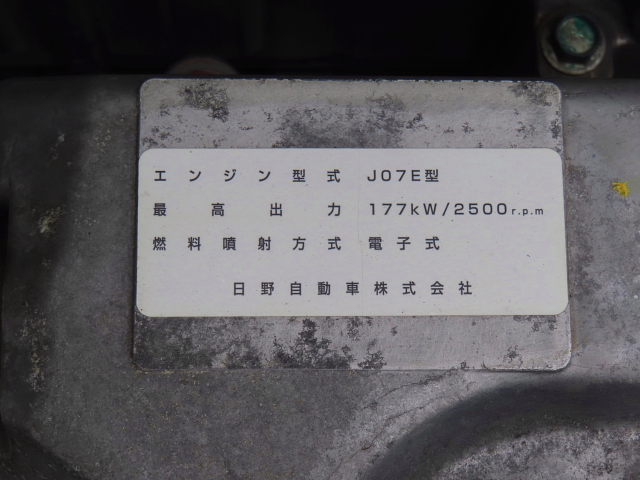 エンジン型式 J07E型
最高出力 177kW/2500r.p.m
燃料噴射方式 電子式
日野自動車株式会社